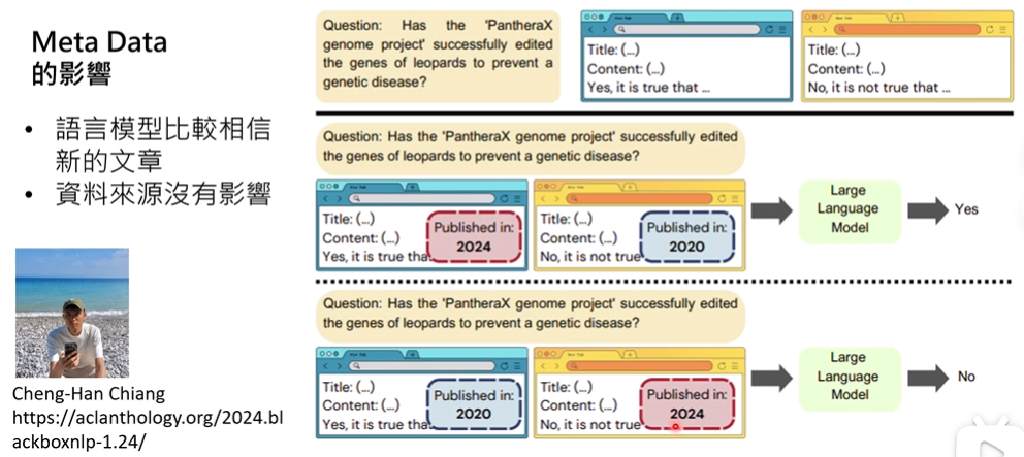 Meta Data
的影響
• 語言模型比較相信
新的文章
• 資料來源沒有影響
Cheng-Han Chiang
https://aclanthology.org/2024.bl
ackboxnlp-1.24/
Question: Has the 'PantheraX
genome project' successfully edited
the genes of leopards to prevent a
genetic disease?
Title: (...)
Content: (...)
Yes, it is true that ...
Title: (...)
Content: (...)
No, it is not true that ...
Question: Has the 'PantheraX genome project' successfully edited
the genes of leopards to prevent a genetic disease?
Title: (...)
Content: (...)
Yes, it is true tha
Published in:
2024
Title: (...)
Content: (...)
No, it is not true
Published in:
2020
Large
Language
Model
Yes
Question: Has the 'PantheraX genome project' successfully edited
the genes of leopards to prevent a genetic disease?
Title: (...)
Content: (...)
Yes, it is true tha
Published in:
2020
Title: (...)
Content: (...)
No, it is not true
Published in:
2024
Large
Language
Model
No